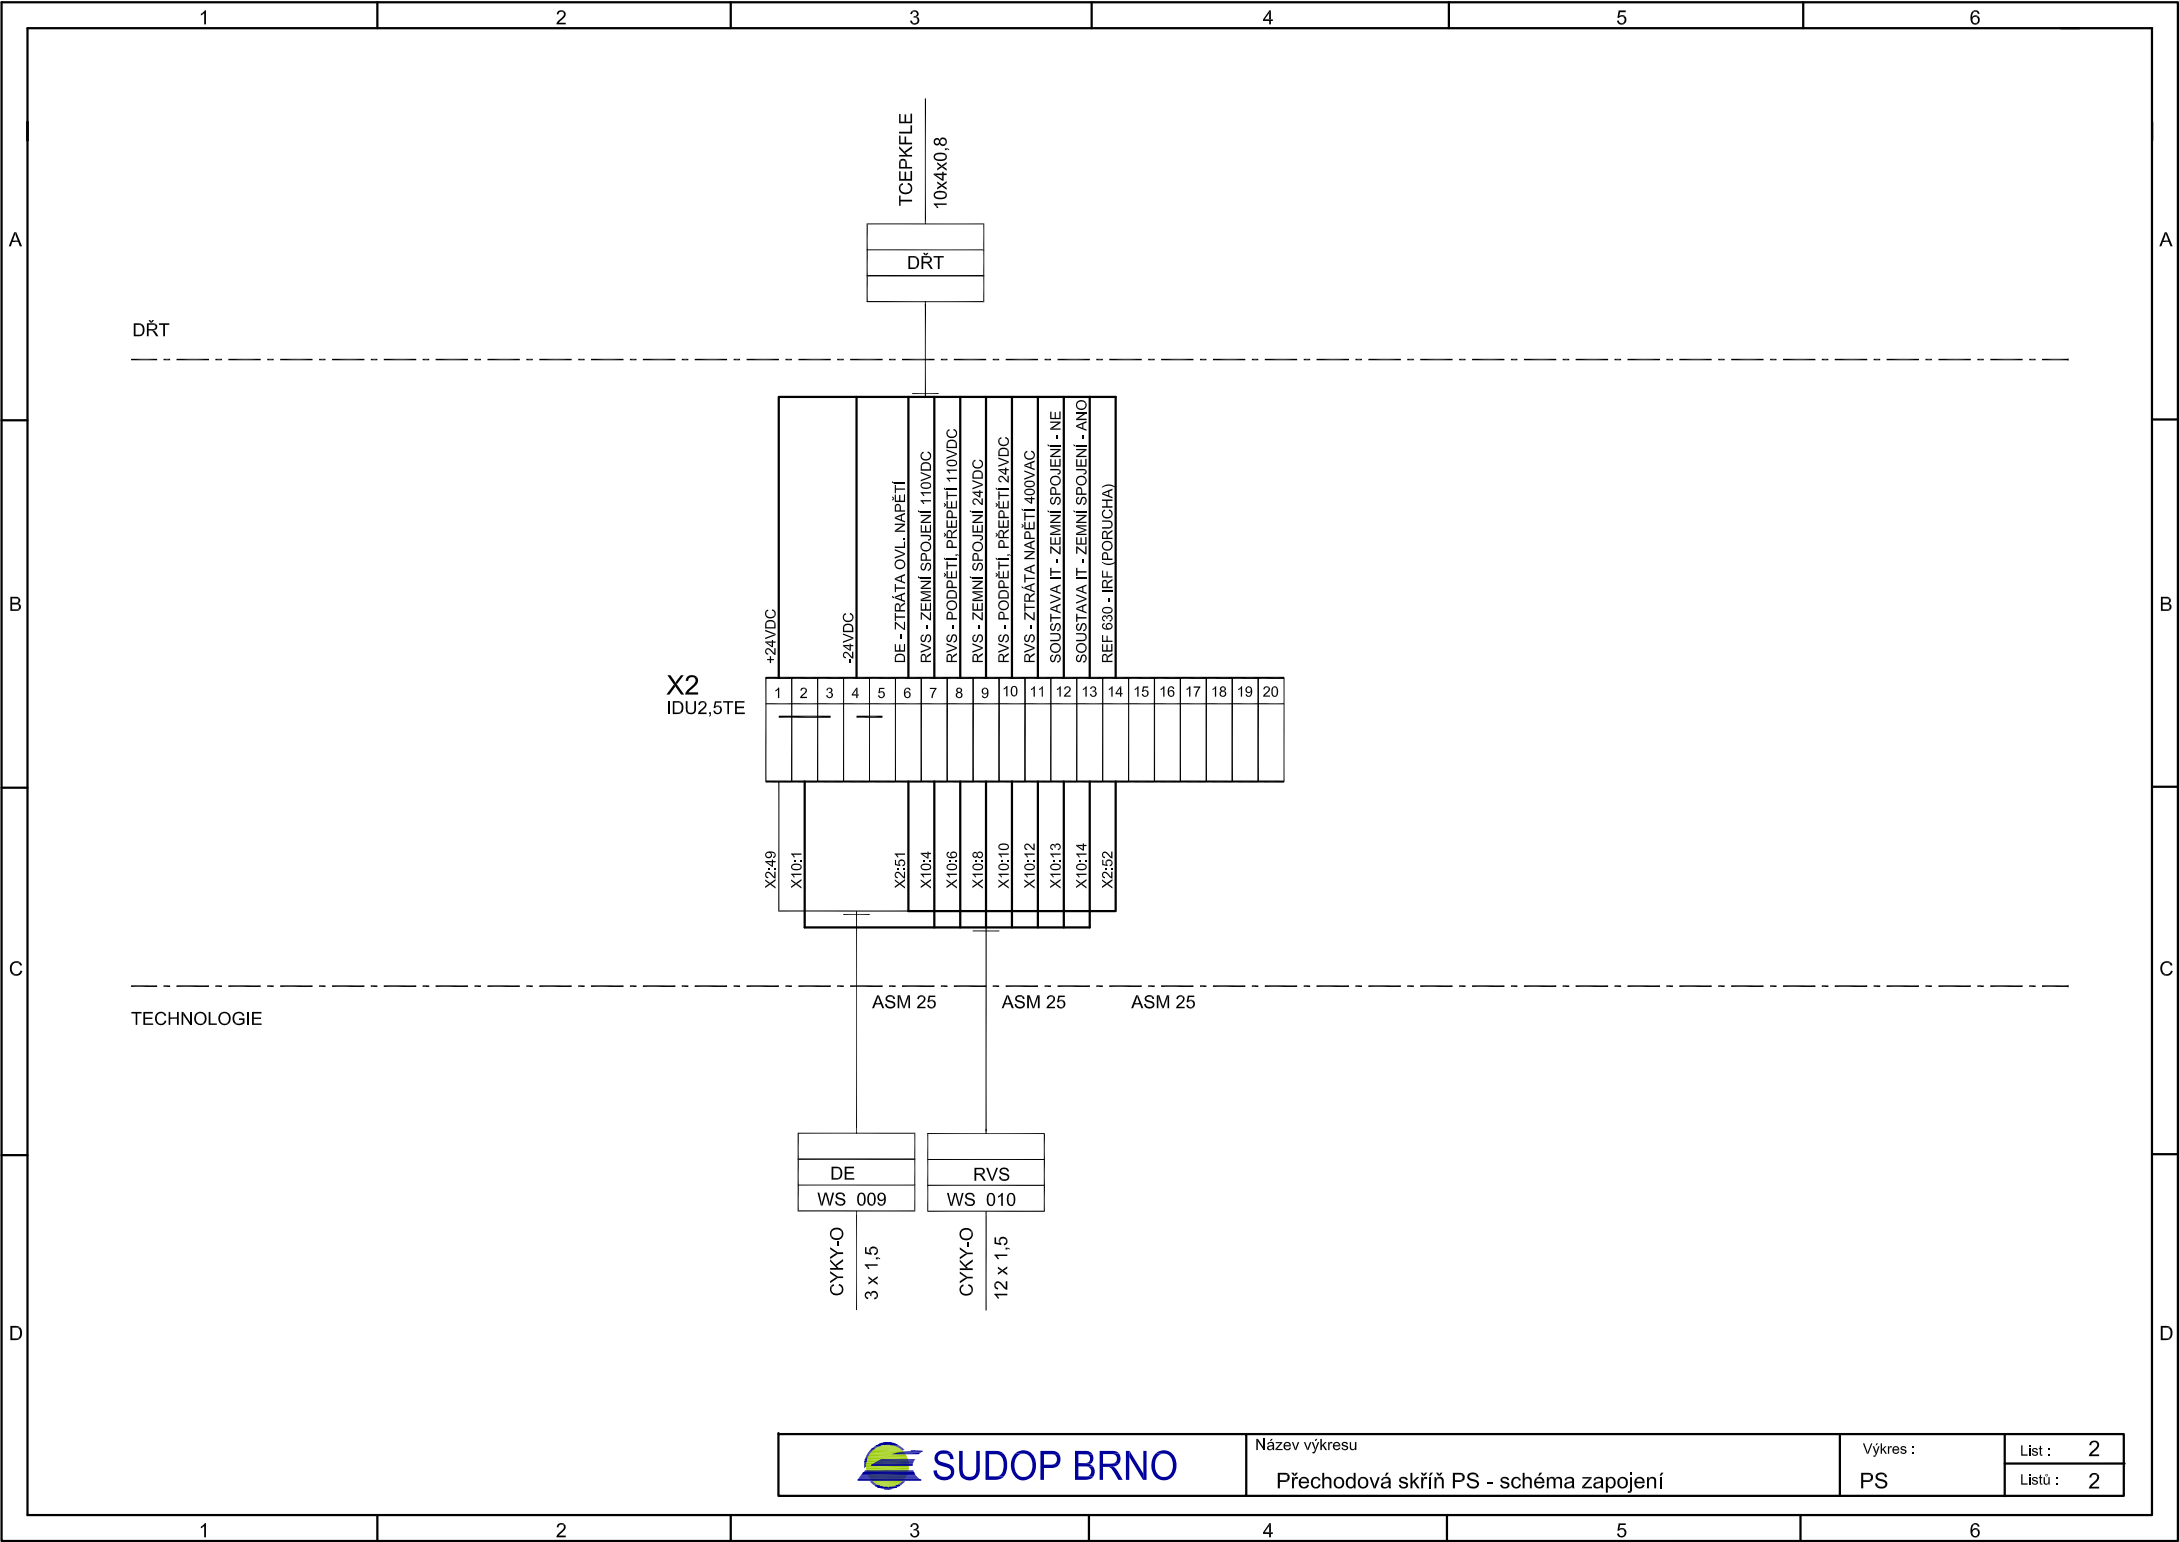 1 2 3 4 5 6
A A
B B
C C
D D
TCEPKFLE
10x4x0,8
DŘT
DŘT
+24VDC
-24VDC
DE - ZTRÁTA OVL. NAPĚTÍ
RVS - ZEMNÍ SPOJENÍ 110VDC
RVS - PODPĚTÍ, PŘEPĚTÍ 110VDC
RVS - ZEMNÍ SPOJENÍ 24VDC
RVS - PODPĚTÍ, PŘEPĚTÍ 24VDC
RVS - ZTRÁTA NAPĚTÍ 400VAC
SOUSTAVA IT - ZEMNÍ SPOJENÍ - NE
SOUSTAVA IT - ZEMNÍ SPOJENÍ - ANO
REF 630 - IRF (PORUCHA)
X2
IDU2,5TE
1 2 3 4 5 6 7 8 9 10 11 12 13 14 15 16 17 18 19 20
X2:49
X10:1
X2:51
X10:4
X10:6
X10:8
X10:10
X10:12
X10:13
X10:14
X2:52
ASM 25 ASM 25 ASM 25
TECHNOLOGIE
DE
WS 009
RVS
WS 010
CYKY-O
3 x 1,5
CYKY-O
12 x 1,5
SUDOP BRNO
Název výkresu
Přechodová skříň PS - schéma zapojení
Výkres :
PS
List : 2
Listů : 2
1 2 3 4 5 6